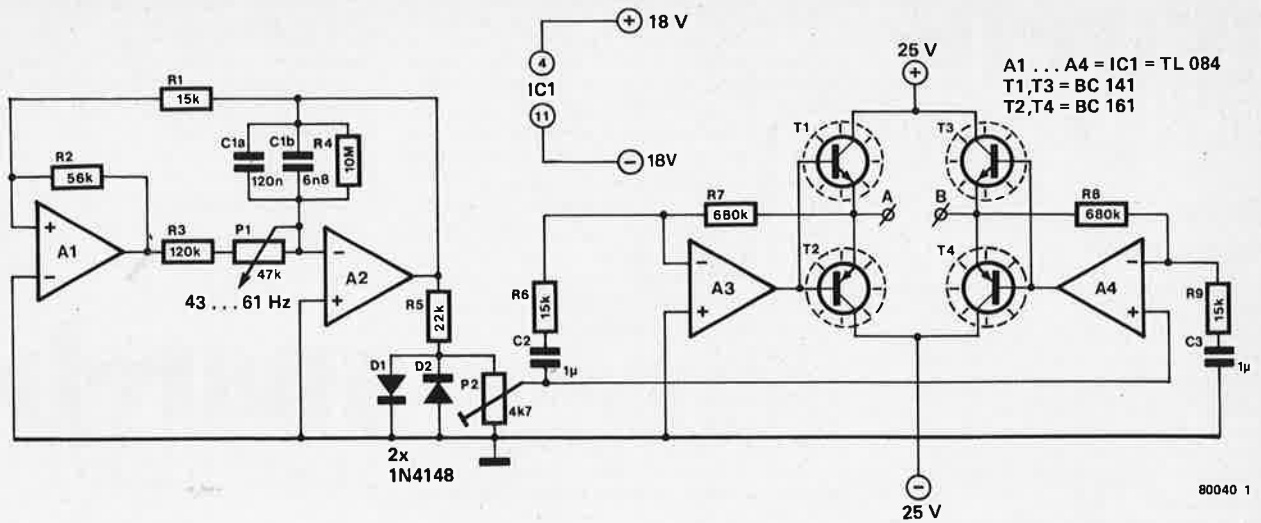 18 V
25 V
A1 . . . A4 = IC1 = TL 084
T1,T3 = BC 141
T2,T4 = BC 161
4
IC1
11
18V
R1
15k
C1a
C1b
R4
120n
6n8
10M
R2
56k
A1
R3
120k
P1
47k
43 . . . 61 Hz
A2
R5
22k
D1
D2
P2
4k7
2x
1N4148
R6
15k
C2
1µ
R7
680k
A3
T1
T3
A
B
T2
T4
R8
680k
A4
R9
15k
C3
1µ
25 V
80040 1